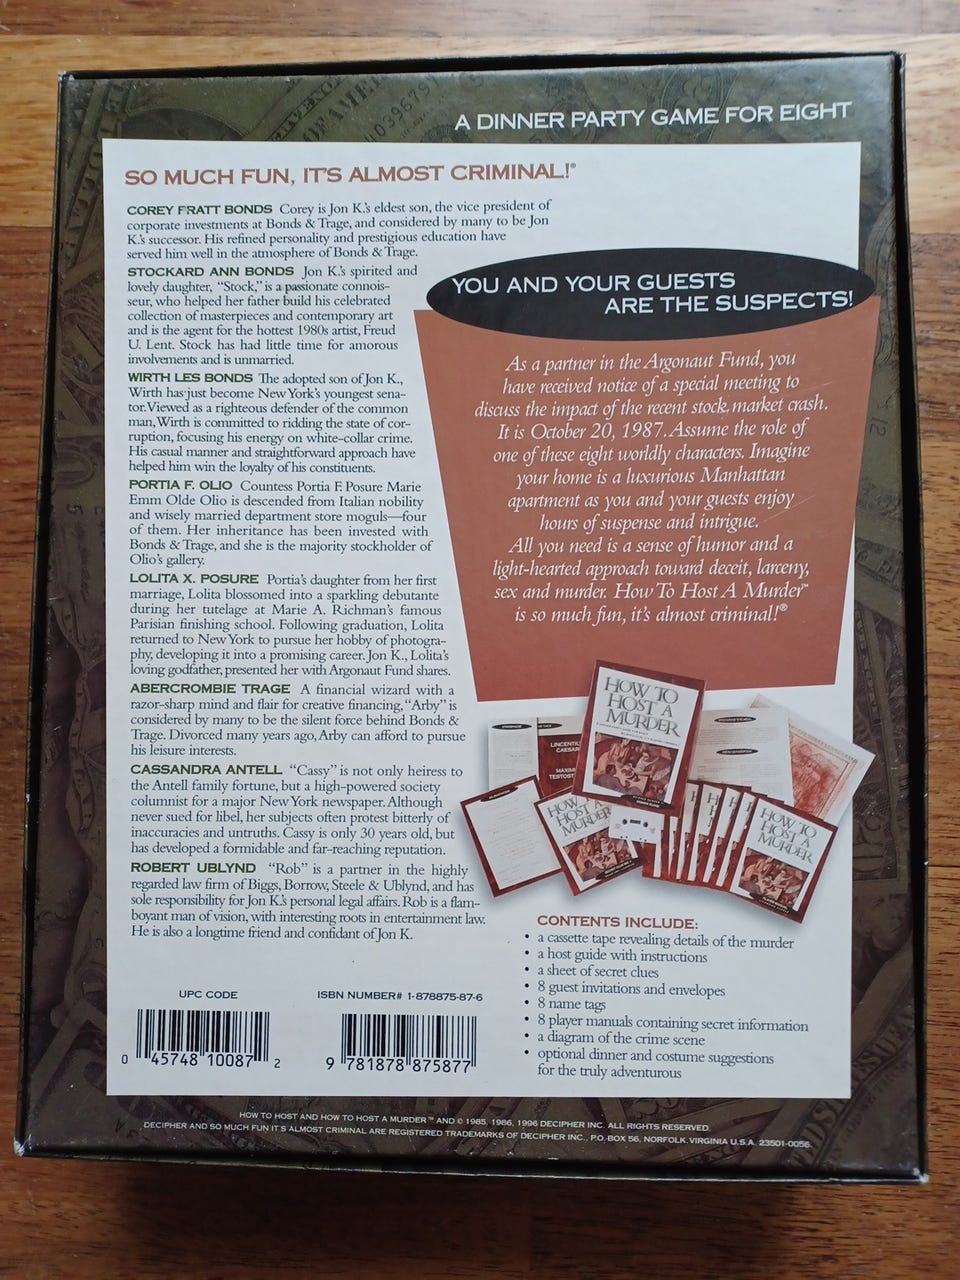 A DINNER PARTY GAME FOR EIGHT
SO MUCH FUN, IT'S ALMOST CRIMINAL!®
COREY PRATT BONDS Corey is Jon K.'s eldest son, the vice president of
corporate investments at Bonds & Trage, and considered by many to be Jon
K.'s successor. His refined personality and prestigious education have
served him well in the atmosphere of Bonds & Trage.
STOCKARD ANN BONDS Jon K.'s spirited and
lovely daughter, "Stock," is a passionate connois-
seur, who helped her father build his celebrated
collection of masterpieces and contemporary art
and is the agent for the hottest 1980s artist, Freud
U. Lent. Stock has had little time for amorous
involvements and is unmarried.
WIRTH LES BONDS The adopted son of Jon K.,
Wirth has just become New York's youngest sena-
tor. Viewed as a righteous defender of the common
man, Wirth is committed to ridding the state of cor-
ruption, focusing his energy on white-collar crime.
His casual manner and straightforward approach have
helped him win the loyalty of his constituents.
PORTIA F. OLIO Countess Portia F. Posure Marie
Emm Olde Olio is descended from Italian nobility
and wisely married department store moguls—four
of them. Her inheritance has been invested with
Bonds & Trage, and she is the majority stockholder of
Olio's gallery.
LOLITA X. POSURE Portia's daughter from her first
marriage, Lolita blossomed into a sparkling debutante
during her tutelage at Marie A. Richman's famous
Parisian finishing school. Following graduation, Lolita
returned to New York to pursue her hobby of photogra-
phy, developing it into a promising career. Jon K., Lolita's
loving godfather, presented her with Argonaut Fund shares.
ABERCROMBIE TRAGE A financial wizard with a
razor-sharp mind and flair for creative financing, "Arby" is
considered by many to be the silent force behind Bonds &
Trage. Divorced many years ago, Arby can afford to pursue
his leisure interests.
CASSANDRA ANTELL "Cassy" is not only heiress to
the Antell family fortune, but a high-powered society
columnist for a major New York newspaper. Although
never sued for libel, her subjects often protest bitterly of
inaccuracies and untruths. Cassy is only 30 years old, but
has developed a formidable and far-reaching reputation.
ROBERT UBLYND "Rob" is a partner in the highly
regarded law firm of Biggs, Borrow, Steele & Ublynd, and has
sole responsibility for Jon K.'s personal legal affairs. Rob is a flam-
boyant man of vision, with interesting roots in entertainment law.
He is also a longtime friend and confidant of Jon K.
YOU AND YOUR GUESTS
ARE THE SUSPECTS!
As a partner in the Argonaut Fund, you
have received notice of a special meeting to
discuss the impact of the recent stock market crash.
It is October 20, 1987. Assume the role of
one of these eight worldly characters. Imagine
your home is a luxurious Manhattan
apartment as you and your guests enjoy
hours of suspense and intrigue.
All you need is a sense of humor and a
light-hearted approach toward deceit, larceny,
sex and murder. How To Host A Murder™
is so much fun, it's almost criminal!®
HOW TO
HOST A
MURDER
HOW TO
HOST A
MURDER
HOW TO
HOST A
MURDER
CONTENTS INCLUDE:
• a cassette tape revealing details of the murder
• a host guide with instructions
• a sheet of secret clues
• 8 guest invitations and envelopes
• 8 name tags
• 8 player manuals containing secret information
• a diagram of the crime scene
• optional dinner and costume suggestions
for the truly adventurous
UPC CODE
0 45748 10087 2
ISBN NUMBER# 1-878875-87-6
9 781878 875877
HOW TO HOST AND HOW TO HOST A MURDER™ AND © 1985, 1986, 1996 DECIPHER INC. ALL RIGHTS RESERVED.
DECIPHER AND SO MUCH FUN IT'S ALMOST CRIMINAL ARE REGISTERED TRADEMARKS OF DECIPHER INC., P.O. BOX 56, NORFOLK, VIRGINIA U.S.A. 23501-0056.